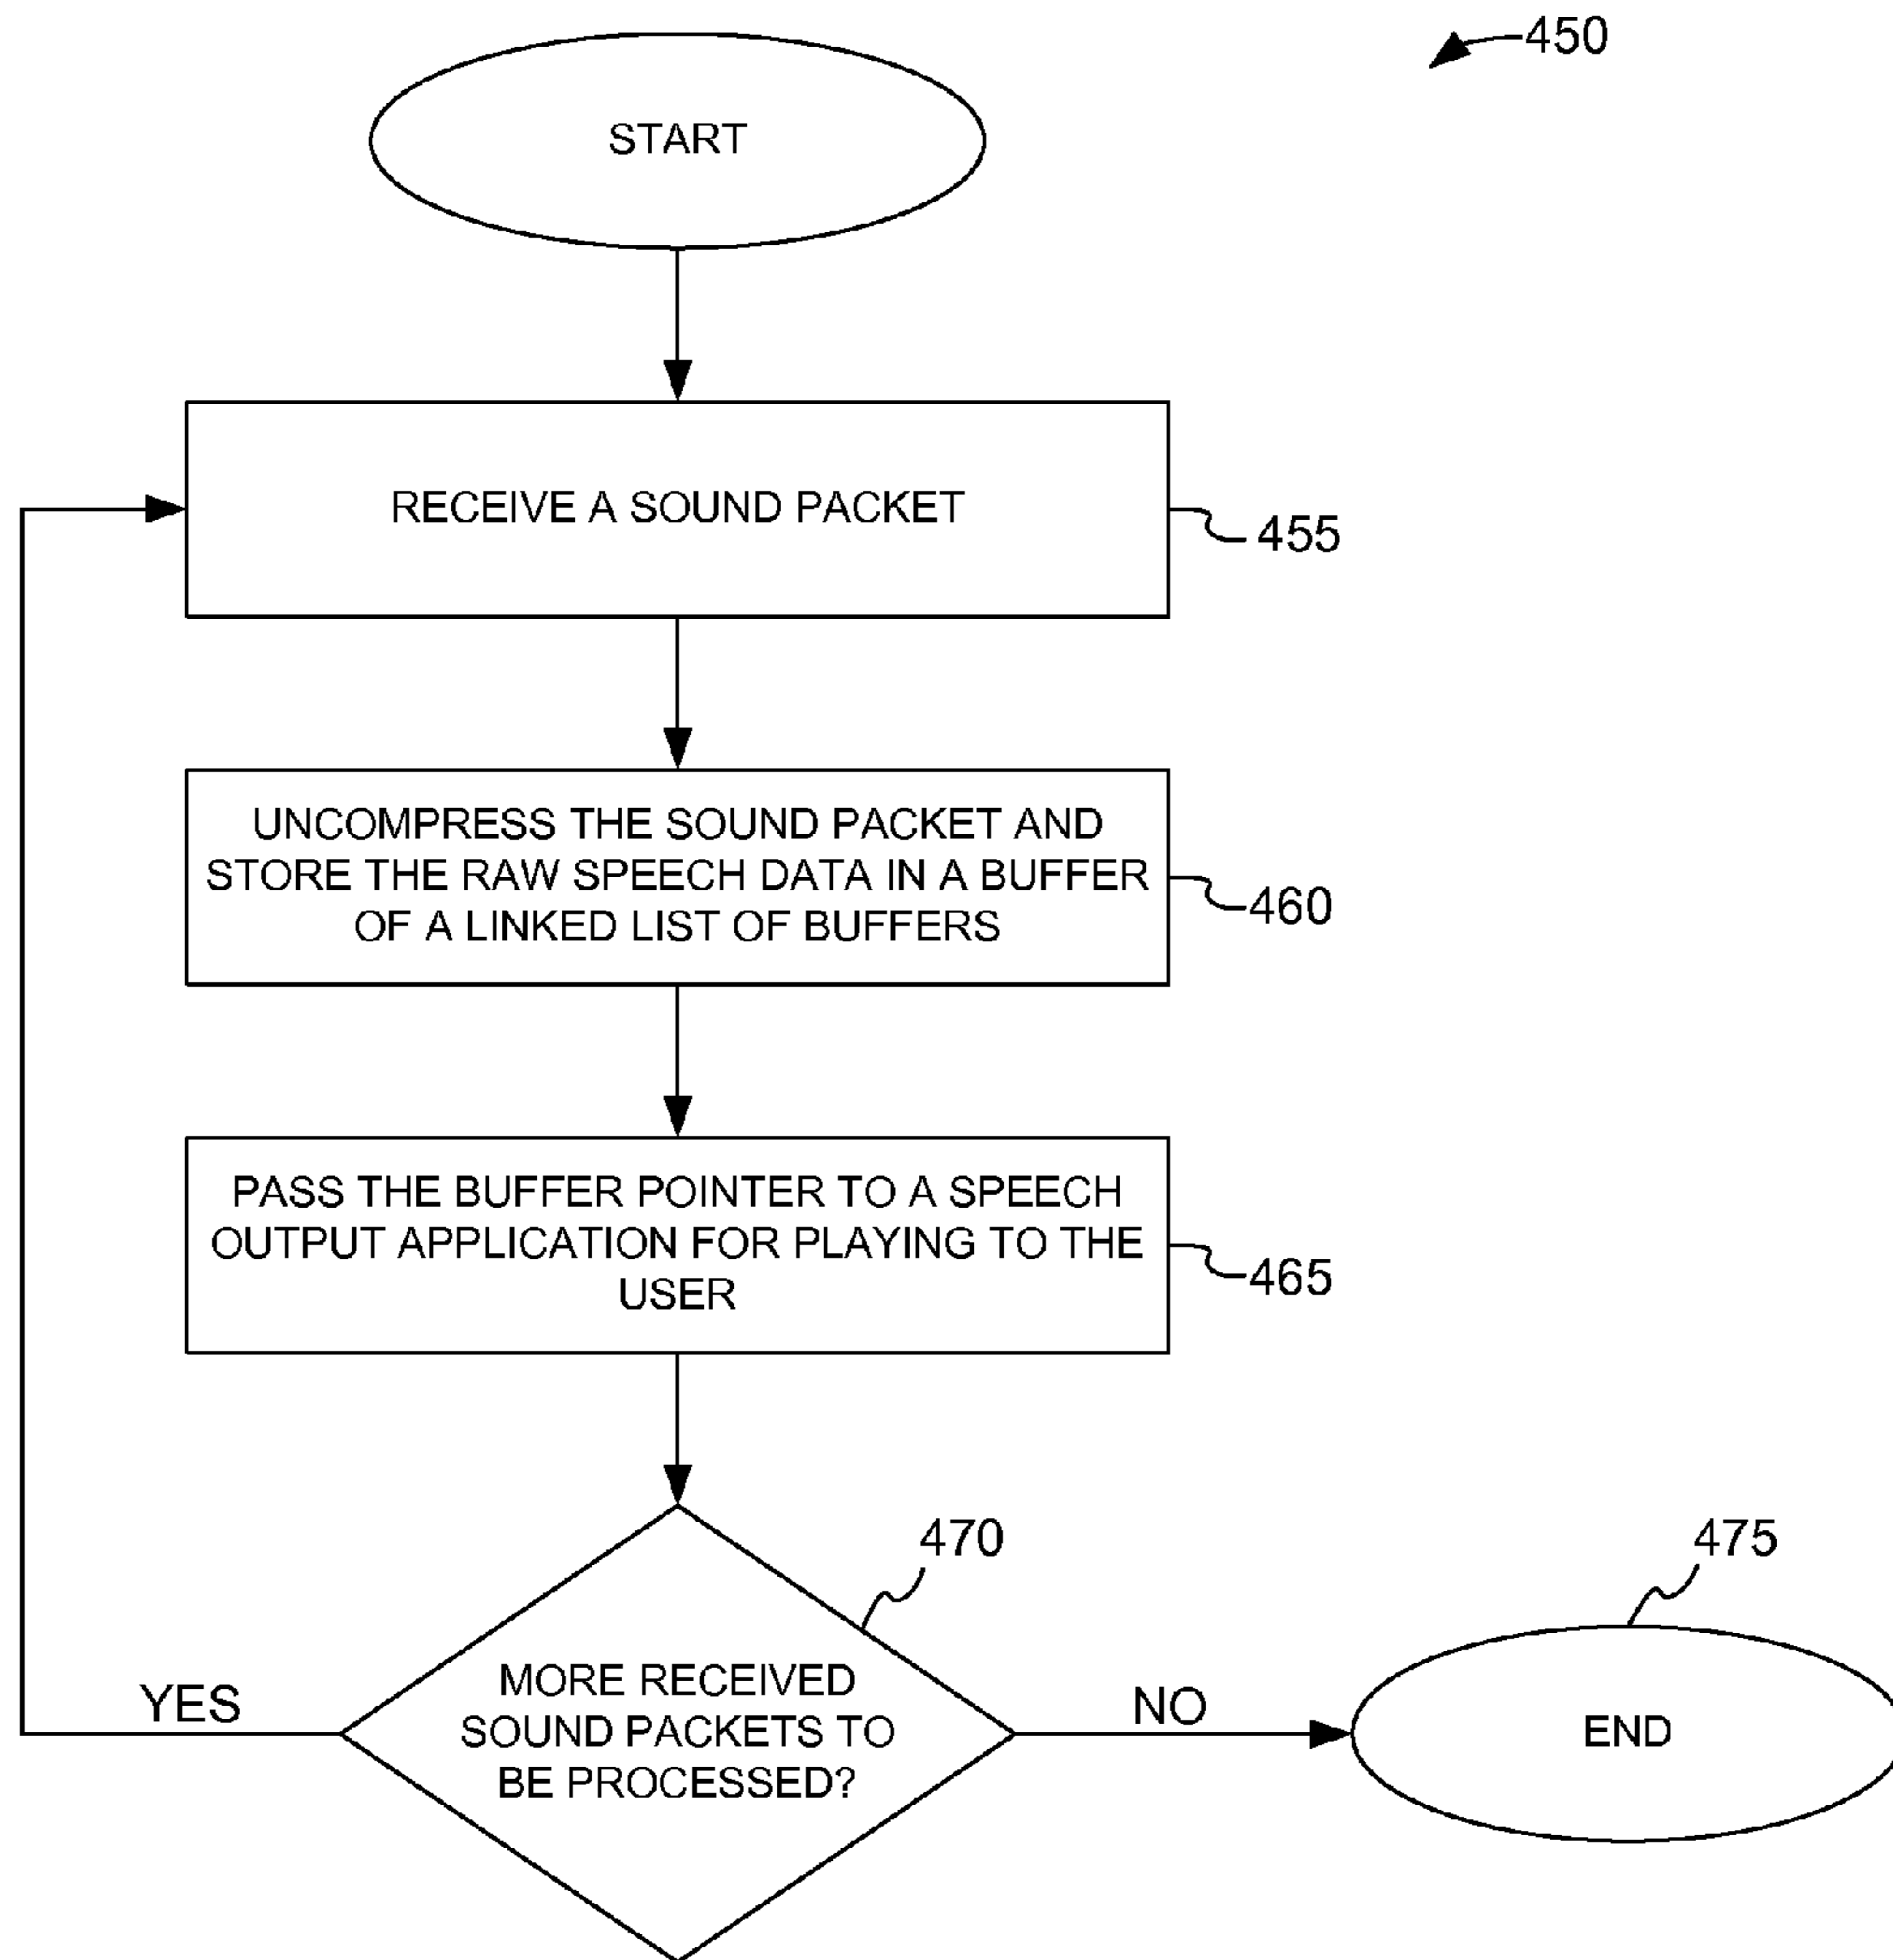 450
START
RECEIVE A SOUND PACKET
455
UNCOMPRESS THE SOUND PACKET AND
STORE THE RAW SPEECH DATA IN A BUFFER
OF A LINKED LIST OF BUFFERS
460
PASS THE BUFFER POINTER TO A SPEECH
OUTPUT APPLICATION FOR PLAYING TO THE
USER
465
470
475
YES
MORE RECEIVED
SOUND PACKETS TO
BE PROCESSED?
NO
END